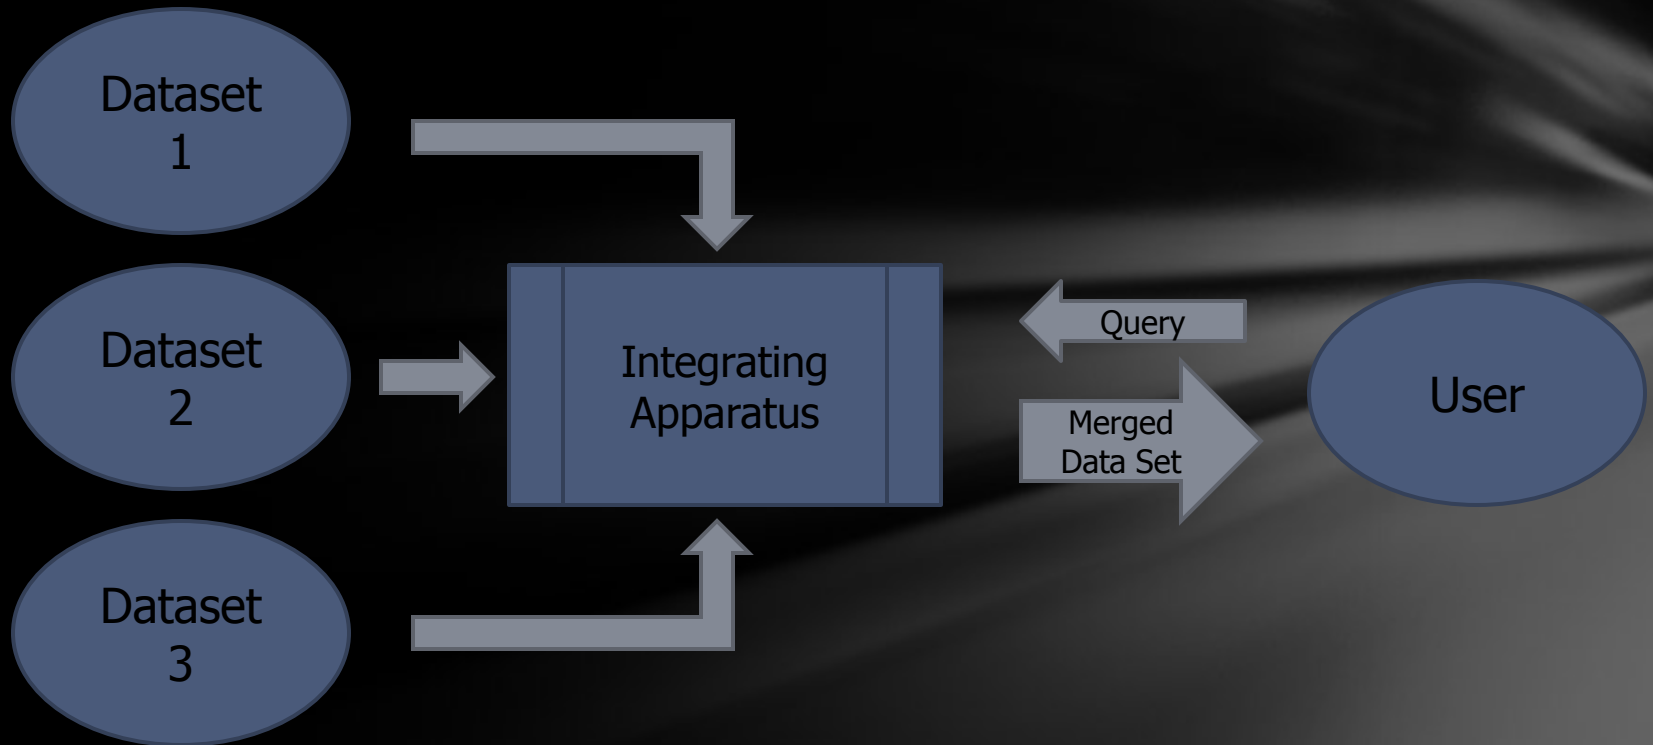 Dataset
1
Dataset
2
Dataset
3
Integrating
Apparatus
Query
Merged
Data Set
User